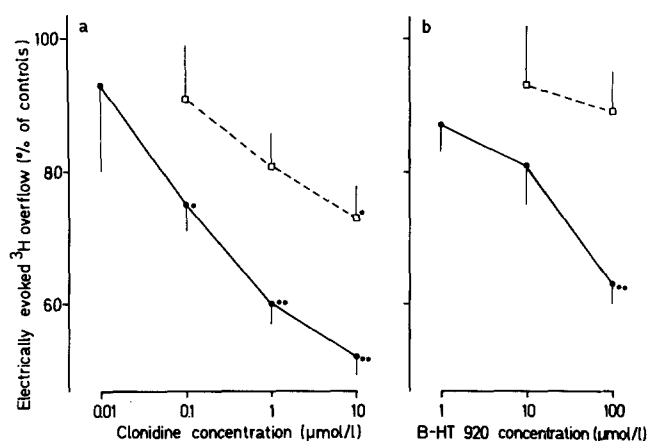 a
b
Electrically evoked ³H overflow (% of controls)
100
80
60
0.01 0.1 1 10
Clonidine concentration (µmol/l)
1 10 100
B-HT 920 concentration (µmol/l)